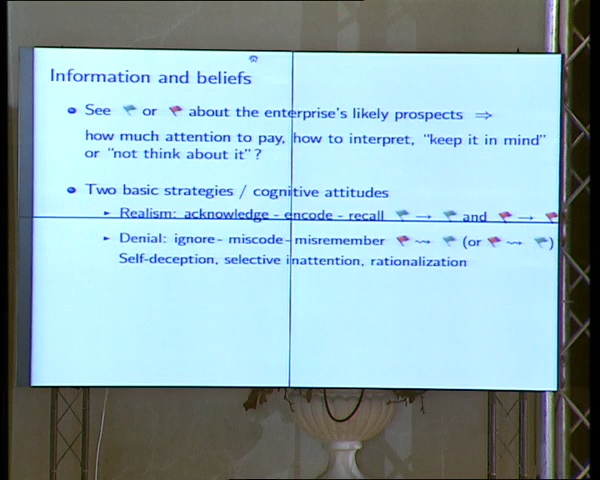 Information and beliefs
See or about the enterprise's likely prospects ⇒
how much attention to pay, how to interpret, "keep it in mind"
or "not think about it"?
Two basic strategies / cognitive attitudes
Realism: acknowledge - encode - recall → and →
Denial: ignore - miscode - misremember ⇝ (or ⇝ )
Self-deception, selective inattention, rationalization